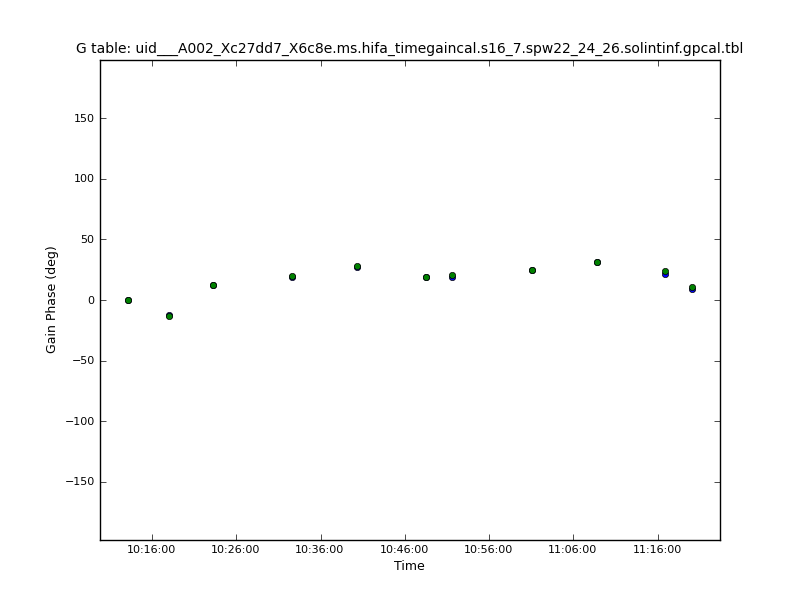 G table: uid___A002_Xc27dd7_X6c8e.ms.hifa_timegaincal.s16_7.spw22_24_26.solintinf.gpcal.tbl
150
100
50
0
−50
−100
−150
Gain Phase (deg)
10:16:00 10:26:00 10:36:00 10:46:00 10:56:00 11:06:00 11:16:00
Time